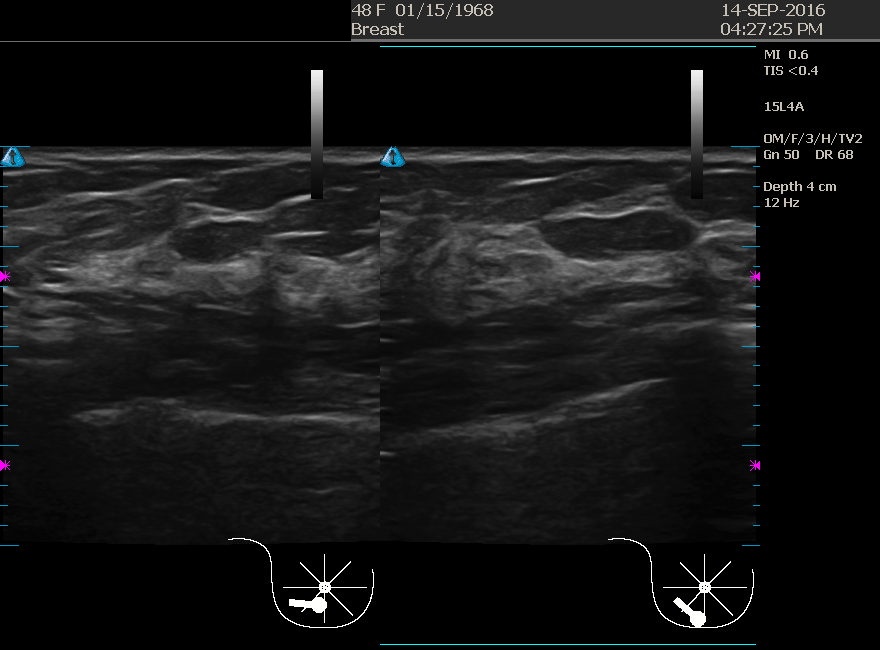 48 F 01/15/1968 14-SEP-2016
Breast 04:27:25 PM
MI 0.6
TIS <0.4
15L4A
OM/F/3/H/TV2
Gn 50 DR 68
Depth 4 cm
12 Hz